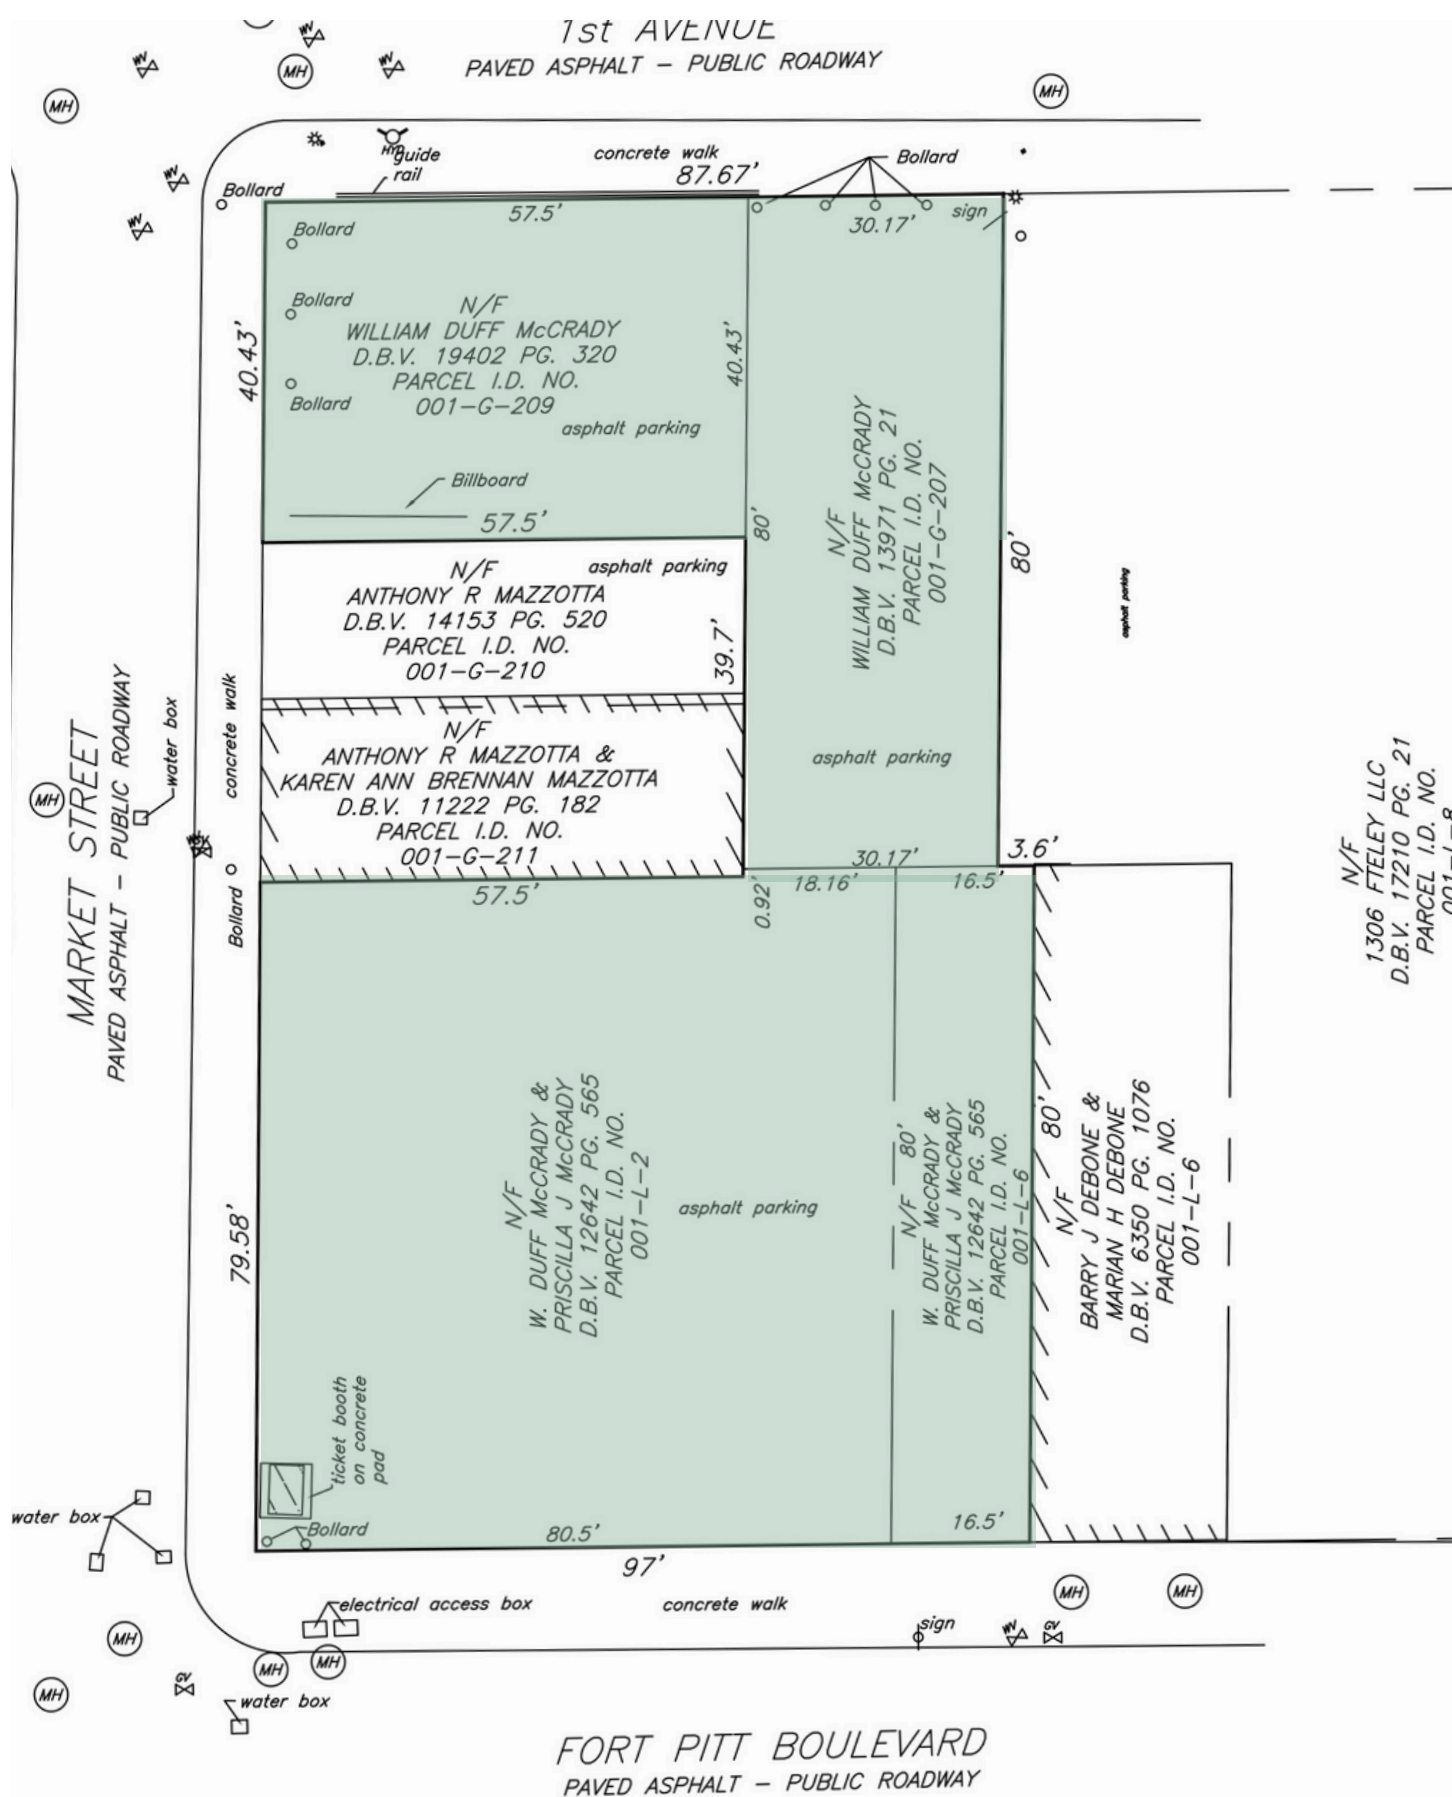 1st AVENUE
PAVED ASPHALT – PUBLIC ROADWAY
MH
WV
WV
WV
MH
MH
WV
WV
HYD
guide
rail
concrete walk
87.67'
Bollard
Bollard
57.5'
30.17'
sign
Bollard
Bollard
Bollard
40.43'
40.43'
N/F
WILLIAM DUFF McCRADY
D.B.V. 19402 PG. 320
PARCEL I.D. NO.
001-G-209
asphalt parking
Billboard
57.5'
80'
N/F
WILLIAM DUFF McCRADY
D.B.V. 13971 PG. 21
PARCEL I.D. NO.
001-G-207
80'
asphalt parking
asphalt parking
N/F
asphalt parking
ANTHONY R MAZZOTTA
D.B.V. 14153 PG. 520
PARCEL I.D. NO.
001-G-210
39.7'
N/F
ANTHONY R MAZZOTTA &
KAREN ANN BRENNAN MAZZOTTA
D.B.V. 11222 PG. 182
PARCEL I.D. NO.
001-G-211
MARKET STREET
PAVED ASPHALT – PUBLIC ROADWAY
water box
concrete walk
MH
Bollard
57.5'
0.92'
30.17'
18.16'
16.5'
3.6'
N/F
1306 FTELEY LLC
D.B.V. 17210 PG. 21
PARCEL I.D. NO.
79.58'
N/F
W. DUFF McCRADY &
PRISCILLA J McCRADY
D.B.V. 12642 PG. 565
PARCEL I.D. NO.
001-L-2
asphalt parking
80'
N/F
W. DUFF McCRADY &
PRISCILLA J McCRADY
D.B.V. 12642 PG. 565
PARCEL I.D. NO.
001-L-6
80'
N/F
BARRY J DEBONE &
MARIAN H DEBONE
D.B.V. 6350 PG. 1076
PARCEL I.D. NO.
001-L-6
ticket booth
on concrete
pad
Bollard
80.5'
16.5'
97'
water box
electrical access box
concrete walk
sign
WV
GV
MH
MH
MH
MH
MH
MH
GV
water box
FORT PITT BOULEVARD
PAVED ASPHALT – PUBLIC ROADWAY